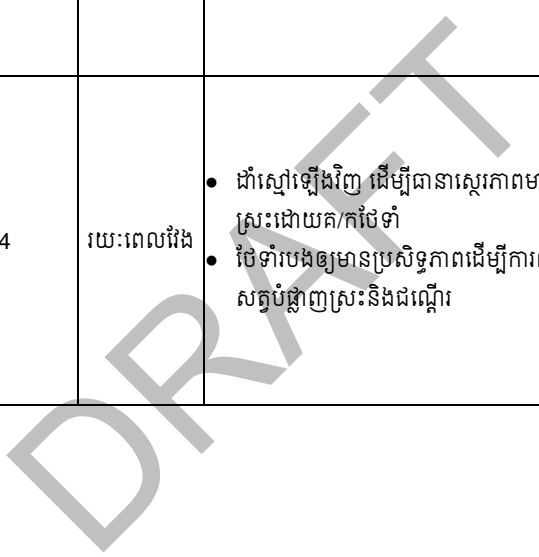 4
រយៈពេលវែង
● ដាំស្មៅឡើងវិញ ដើម្បីធានាស្ថេរភាពមា
ស្រះដោយគ/កថែទាំ
● ថែទាំរបងឲ្យមានប្រសិទ្ធភាពដើម្បីការ
សត្វបំផ្លាញស្រះនិងជណ្តើរ
DRAFT